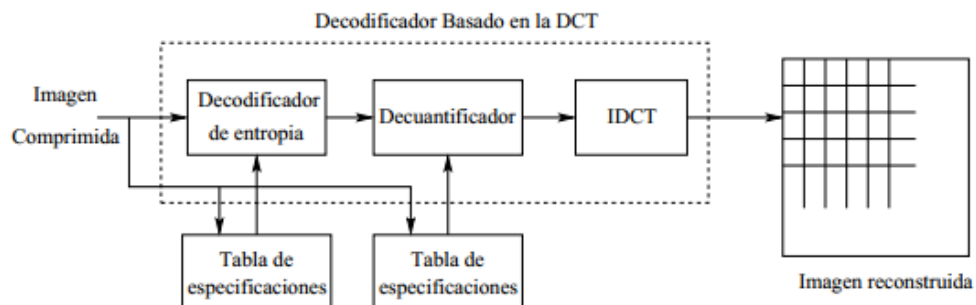 Decodificador Basado en la DCT
Imagen
Comprimida
Decodificador
de entropia
Decuantificador
IDCT
Tabla de
especificaciones
Tabla de
especificaciones
Imagen reconstruida